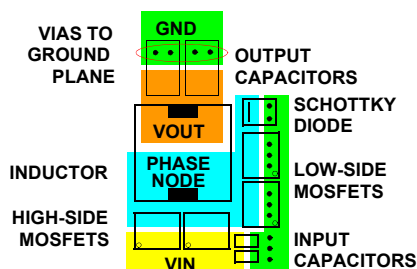 GND
VIAS TO
GROUND
PLANE
OUTPUT
CAPACITORS
SCHOTTKY
DIODE
VOUT
INDUCTOR
PHASE
NODE
LOW-SIDE
MOSFETS
HIGH-SIDE
MOSFETS
INPUT
CAPACITORS
VIN